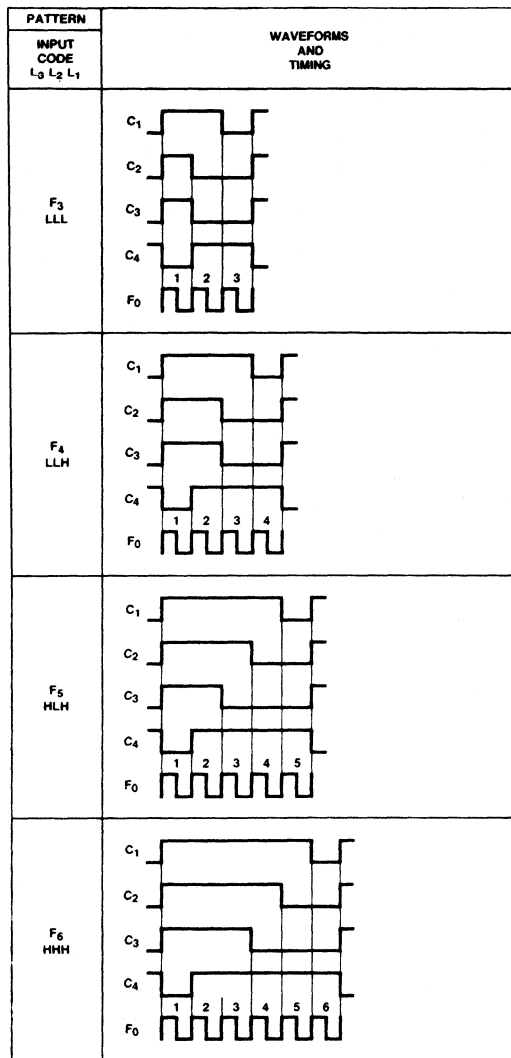 PATTERN
INPUT
CODE
L3 L2 L1
WAVEFORMS
AND
TIMING
F3
LLL
C1
C2
C3
C4
1 2 3
F0
F4
LLH
C1
C2
C3
C4
1 2 3 4
F0
F5
HLH
C1
C2
C3
C4
1 2 3 4 5
F0
F6
HHH
C1
C2
C3
C4
1 2 3 4 5 6
F0